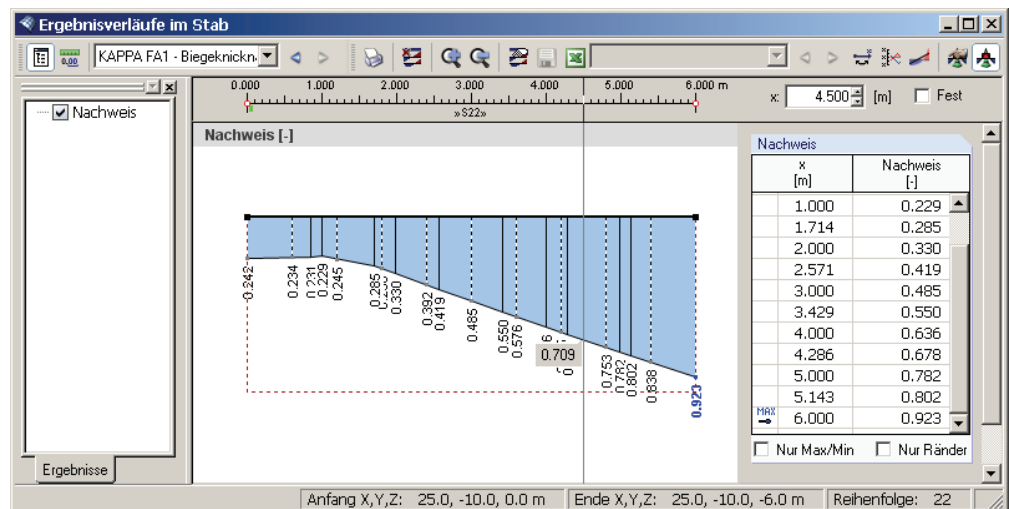 Ergebnisverläufe im Stab
0,00 KAPPA FA1 - Biegeknickn
0.000 1.000 2.000 3.000 4.000 5.000 6.000 m
»S22»
x: 4.500 [m] Fest
Nachweis
Nachweis [-]
0.242
0.234
0.231
0.229
0.245
0.285
0.330
0.392
0.419
0.485
0.550
0.576
0.709
0.753
0.782
0.802
0.838
0.923
Nachweis
x Nachweis
[m] [-]
1.000 0.229
1.714 0.285
2.000 0.330
2.571 0.419
3.000 0.485
3.429 0.550
4.000 0.636
4.286 0.678
5.000 0.782
5.143 0.802
MAX 6.000 0.923
Nur Max/Min Nur Ränder
Ergebnisse
Anfang X,Y,Z: 25.0, -10.0, 0.0 m Ende X,Y,Z: 25.0, -10.0, -6.0 m Reihenfolge: 22